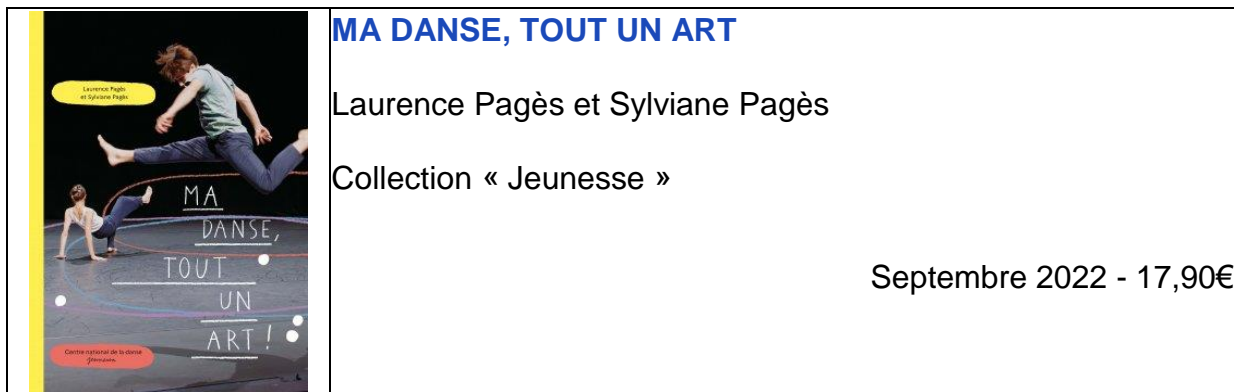 Laurence Pagès
et Sylviane Pagès
MA
DANSE,
TOUT
UN
ART !
Centre national de la danse
jeunesse
MA DANSE, TOUT UN ART
Laurence Pagès et Sylviane Pagès
Collection « Jeunesse »
Septembre 2022 - 17,90€